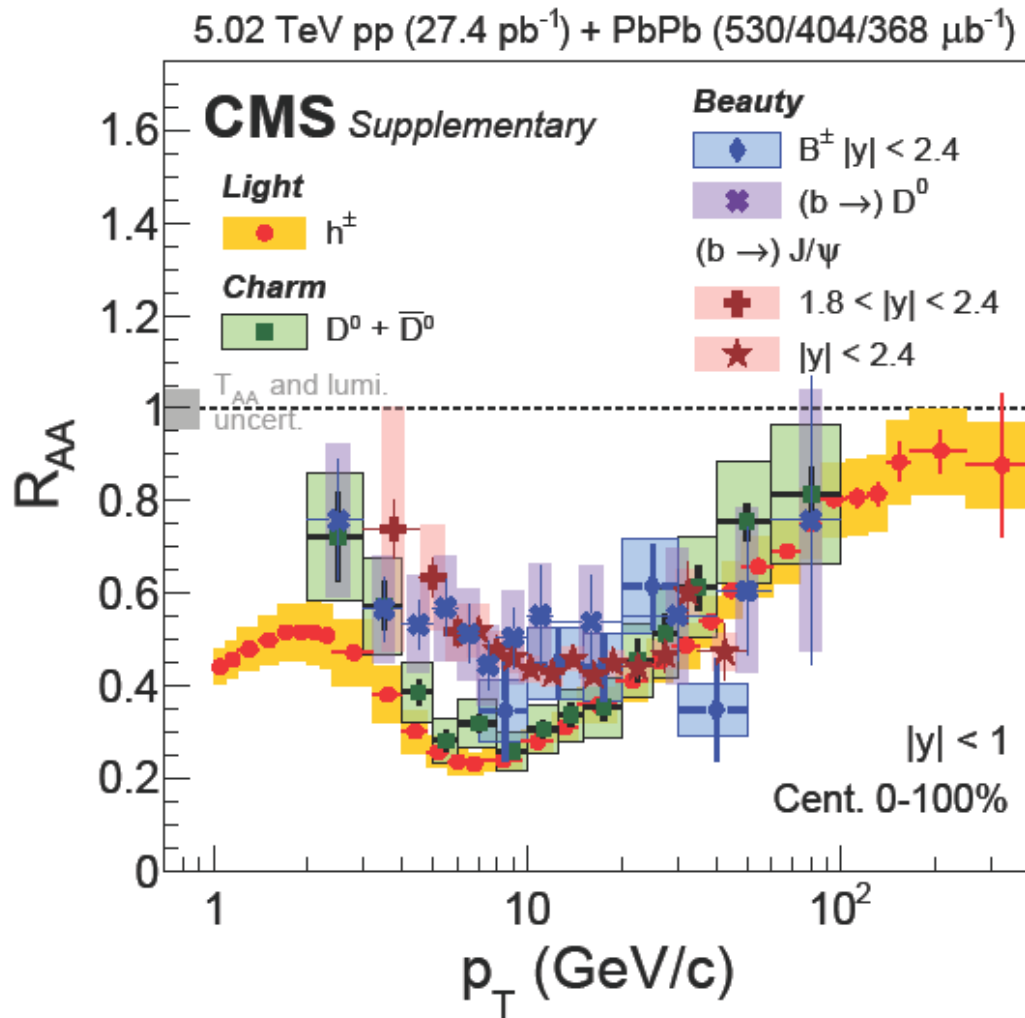 5.02 TeV pp (27.4 pb⁻¹) + PbPb (530/404/368 μb⁻¹)
CMS Supplementary
Light
h±
Charm
D⁰ + D̅⁰
T_AA and lumi.
uncert.
Beauty
B± |y| < 2.4
(b →) D⁰
(b →) J/ψ
1.8 < |y| < 2.4
|y| < 2.4
|y| < 1
Cent. 0-100%
R_AA
1.6
1.4
1.2
1
0.8
0.6
0.4
0.2
0
1
10
10²
p_T (GeV/c)